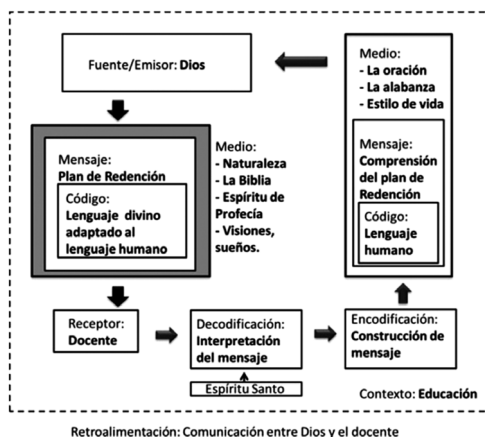 Fuente/Emisor: Dios
Mensaje:
Plan de Redención
Código:
Lenguaje divino
adaptado al
lenguaje humano
Medio:
- Naturaleza
- La Biblia
- Espíritu de
Profecía
- Visiones,
sueños.
Receptor:
Docente
Decodificación:
Interpretación
del mensaje
Espíritu Santo
Encodificación:
Construcción de
mensaje
Medio:
- La oración
- La alabanza
- Estilo de vida
Mensaje:
Comprensión
del plan de
Redención
Código:
Lenguaje
humano
Contexto: Educación
Retroalimentación: Comunicación entre Dios y el docente